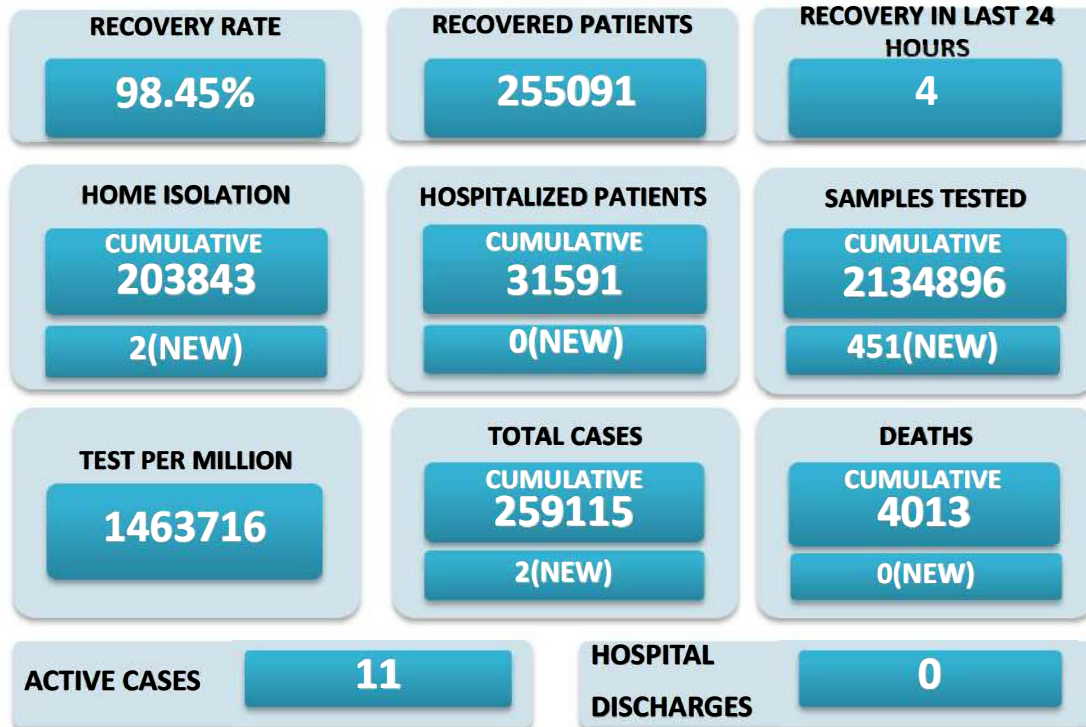 RECOVERY RATE
98.45%
RECOVERED PATIENTS
255091
RECOVERY IN LAST 24
HOURS
4
HOME ISOLATION
CUMULATIVE
203843
2(NEW)
HOSPITALIZED PATIENTS
CUMULATIVE
31591
0(NEW)
SAMPLES TESTED
CUMULATIVE
2134896
451(NEW)
TEST PER MILLION
1463716
TOTAL CASES
CUMULATIVE
259115
2(NEW)
DEATHS
CUMULATIVE
4013
0(NEW)
ACTIVE CASES
11
HOSPITAL
DISCHARGES
0